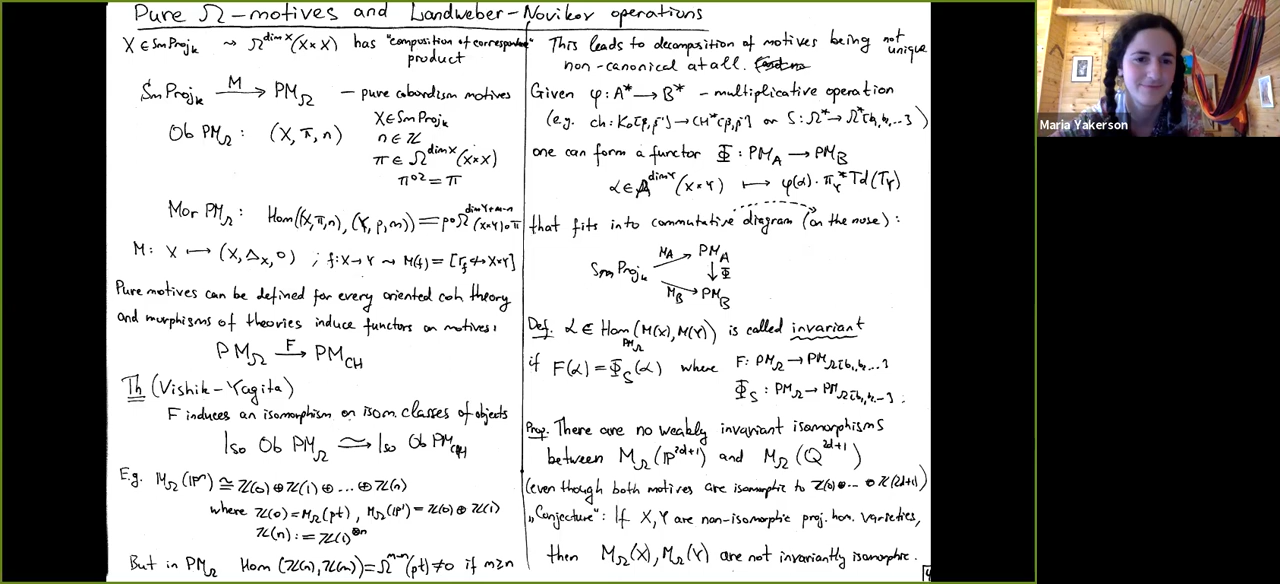 Pure Ω-motives and Landweber-Novikov operations
X ∈ SmProj_k ⇝ Ω^{dim X}(X×X) has "composition of correspondence" product
SmProj_k —M→ PM_Ω — pure cobordism motives
Ob PM_Ω: (X, π, n)
X ∈ SmProj_k
n ∈ ℤ
π ∈ Ω^{dim X}(X×X)
π^{∘2} = π
Mor PM_Ω: Hom((X,π,n), (Y,ρ,m)) = ρ∘Ω^{dim Y+m-n}(X×Y)∘π
M: X ↦ (X, Δ_X, 0) ; f: X→Y ⇝ M(f) = [Γ_f ↪ X×Y]
Pure motives can be defined for every oriented coh theory
and morphisms of theories induce functors on motives:
PM_Ω —F→ PM_CH
Th (Vishik-Yagita)
F induces an isomorphism on isom. classes of objects
Iso Ob PM_Ω ≃ Iso Ob PM_CH
E.g. M_Ω(ℙⁿ) ≅ ℤ(0) ⊕ ℤ(1) ⊕ ... ⊕ ℤ(n)
where ℤ(0) = M_Ω(pt), M_Ω(ℙ¹) = ℤ(0) ⊕ ℤ(1)
ℤ(n) := ℤ(1)^{⊗n}
But in PM_Ω Hom(ℤ(n), ℤ(m)) = Ω^{m-n}(pt) ≠ 0 if m≥n
This leads to decomposition of motives being not unique
non-canonical at all.
Given φ: A* → B* - multiplicative operation
(e.g. ch: K₀[β,β⁻¹] → CH*[β,β⁻¹] or S: Ω* → Ω*[b₁,b₂,...])
one can form a functor Φ: PM_A → PM_B
α ∈ A^{dim Y}(X×Y) ↦ φ(α)·π_Y^* Td(T_Y)
that fits into commutative diagram (on the nose):
SmProj_k
M_A → PM_A
↓ Φ
M_B → PM_B
Def. α ∈ Hom_{PM_Ω}(M(X), M(Y)) is called invariant
if F(α) = Φ_S(α) where F: PM_Ω → PM_{Ω[b₁,b₂,...]}
Φ_S: PM_Ω → PM_{Ω[b₁,b₂,...]}.
Prop. There are no weakly invariant isomorphisms
between M_Ω(ℙ^{2d+1}) and M_Ω(Q^{2d+1})
(even though both motives are isomorphic to ℤ(0)⊕...⊕ℤ(2d+1))
„Conjecture": If X, Y are non-isomorphic proj. hom. varieties,
then M_Ω(X), M_Ω(Y) are not invariantly isomorphic.
Maria Yakerson